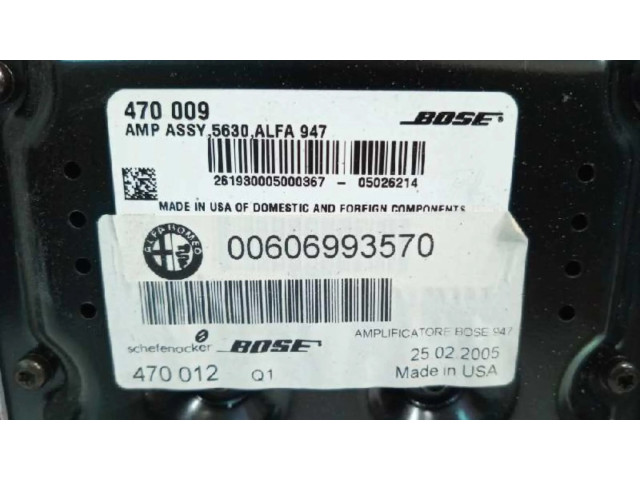 470 009
BOSE®
AMP ASSY,5630,ALFA 947
261930005000367 - 05026214
MADE IN USA OF DOMESTIC AND FOREIGN COMPONENTS
ALFA ROMEO
00606993570
AMPLIFICATORE BOSE 947
schefenacker BOSE
25 02 2005
470 012 Q1 Made in USA